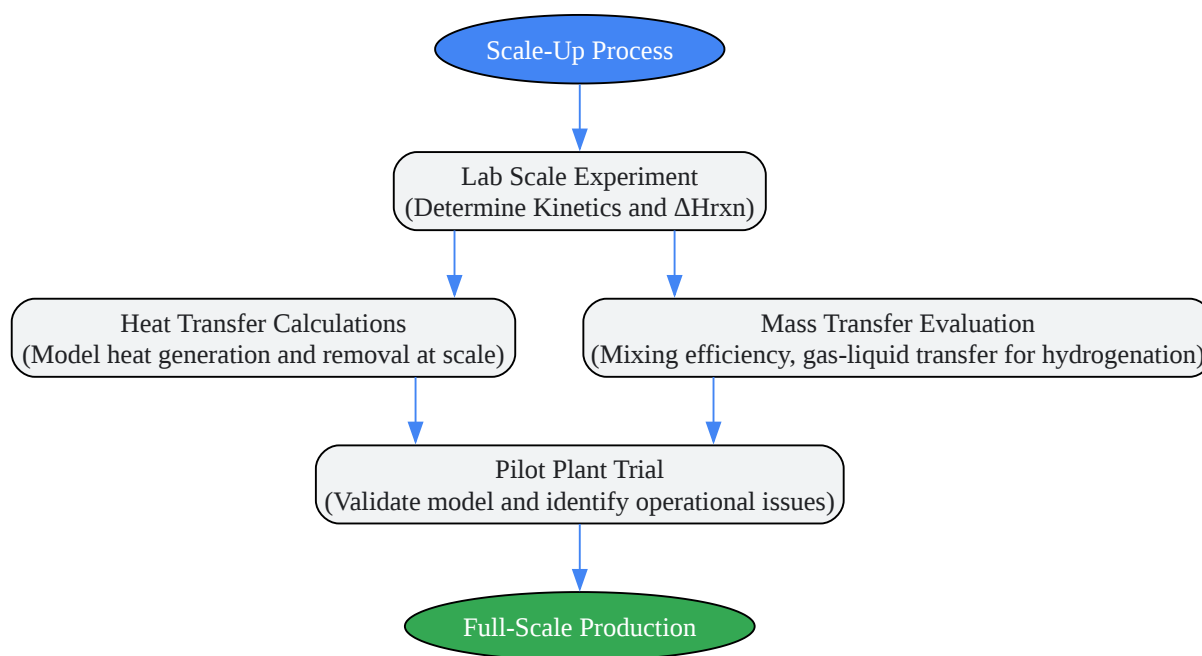 Scale-Up Process
Lab Scale Experiment
(Determine Kinetics and ΔHrxn)
Heat Transfer Calculations
(Model heat generation and removal at scale)
Mass Transfer Evaluation
(Mixing efficiency, gas-liquid transfer for hydrogenation)
Pilot Plant Trial
(Validate model and identify operational issues)
Full-Scale Production